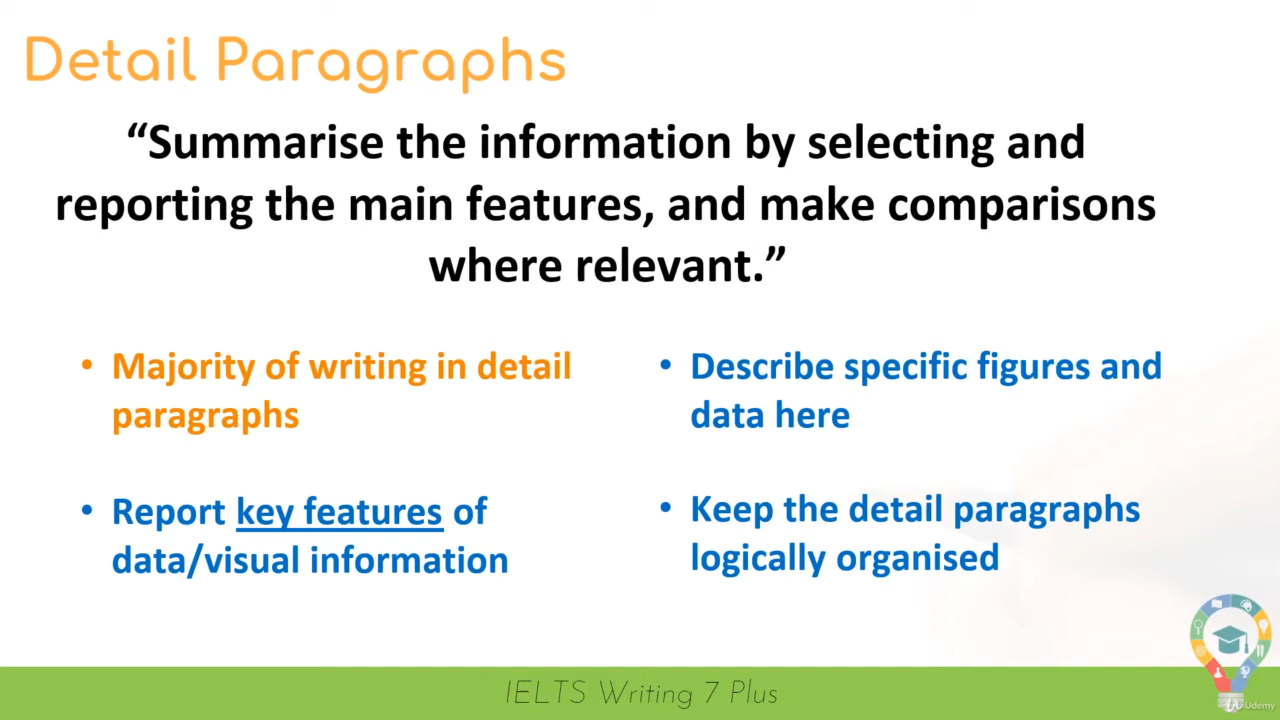 Detail Paragraphs
“Summarise the information by selecting and
reporting the main features, and make comparisons
where relevant.”
• Majority of writing in detail
paragraphs
• Report key features of
data/visual information
• Describe specific figures and
data here
• Keep the detail paragraphs
logically organised
IELTS Writing 7 Plus
Udemy